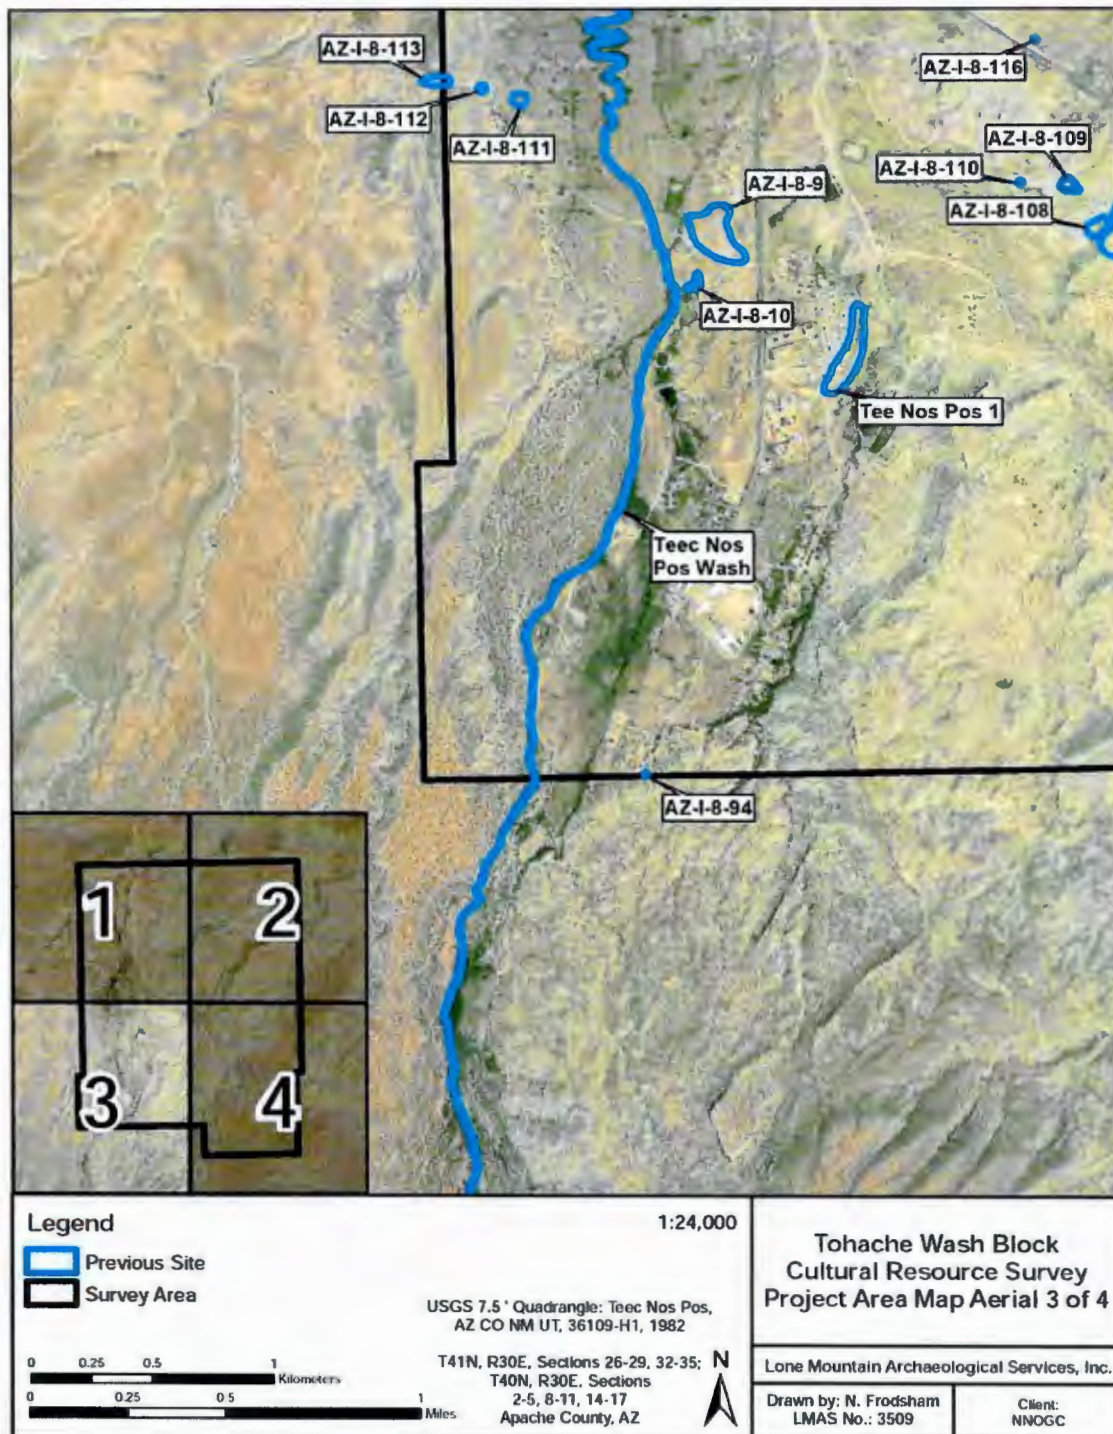 AZ-I-8-113
AZ-I-8-112
AZ-I-8-111
AZ-I-8-116
AZ-I-8-109
AZ-I-8-110
AZ-I-8-108
AZ-I-8-9
AZ-I-8-10
Tee Nos Pos 1
Teec Nos
Pos Wash
AZ-I-8-94
1
2
3
4
Legend
Previous Site
Survey Area
1:24,000
USGS 7.5 ' Quadrangle: Teec Nos Pos,
AZ CO NM UT, 36109-H1, 1982
T41N, R30E, Sections 26-29, 32-35;
T40N, R30E, Sections
2-5, 8-11, 14-17
Apache County, AZ
N
0 0.25 0.5 1
Kilometers
0 0.25 0.5 1
Miles
Tohache Wash Block
Cultural Resource Survey
Project Area Map Aerial 3 of 4
Lone Mountain Archaeological Services, Inc.
Drawn by: N. Frodsham
LMAS No.: 3509
Client:
NNOGC